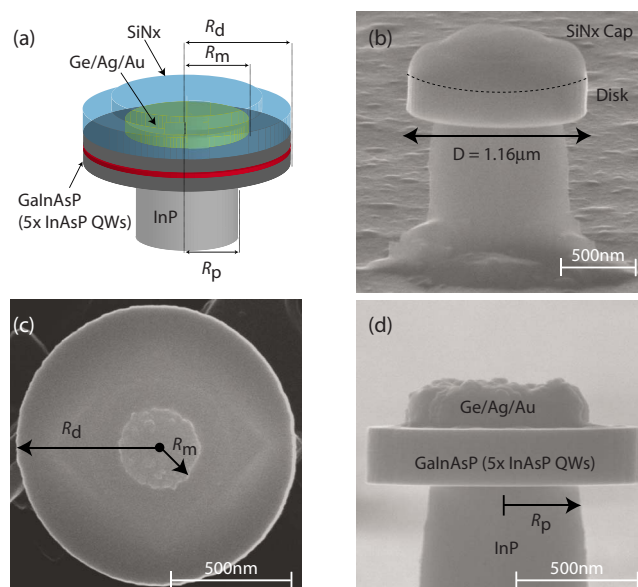 (a)
SiNx
Rd
Rm
Ge/Ag/Au
GaInAsP
(5x InAsP QWs)
InP
Rp
(b)
SiNx Cap
Disk
D = 1.16μm
500nm
(c)
Rd
Rm
500nm
(d)
Ge/Ag/Au
GaInAsP (5x InAsP QWs)
Rp
InP
500nm